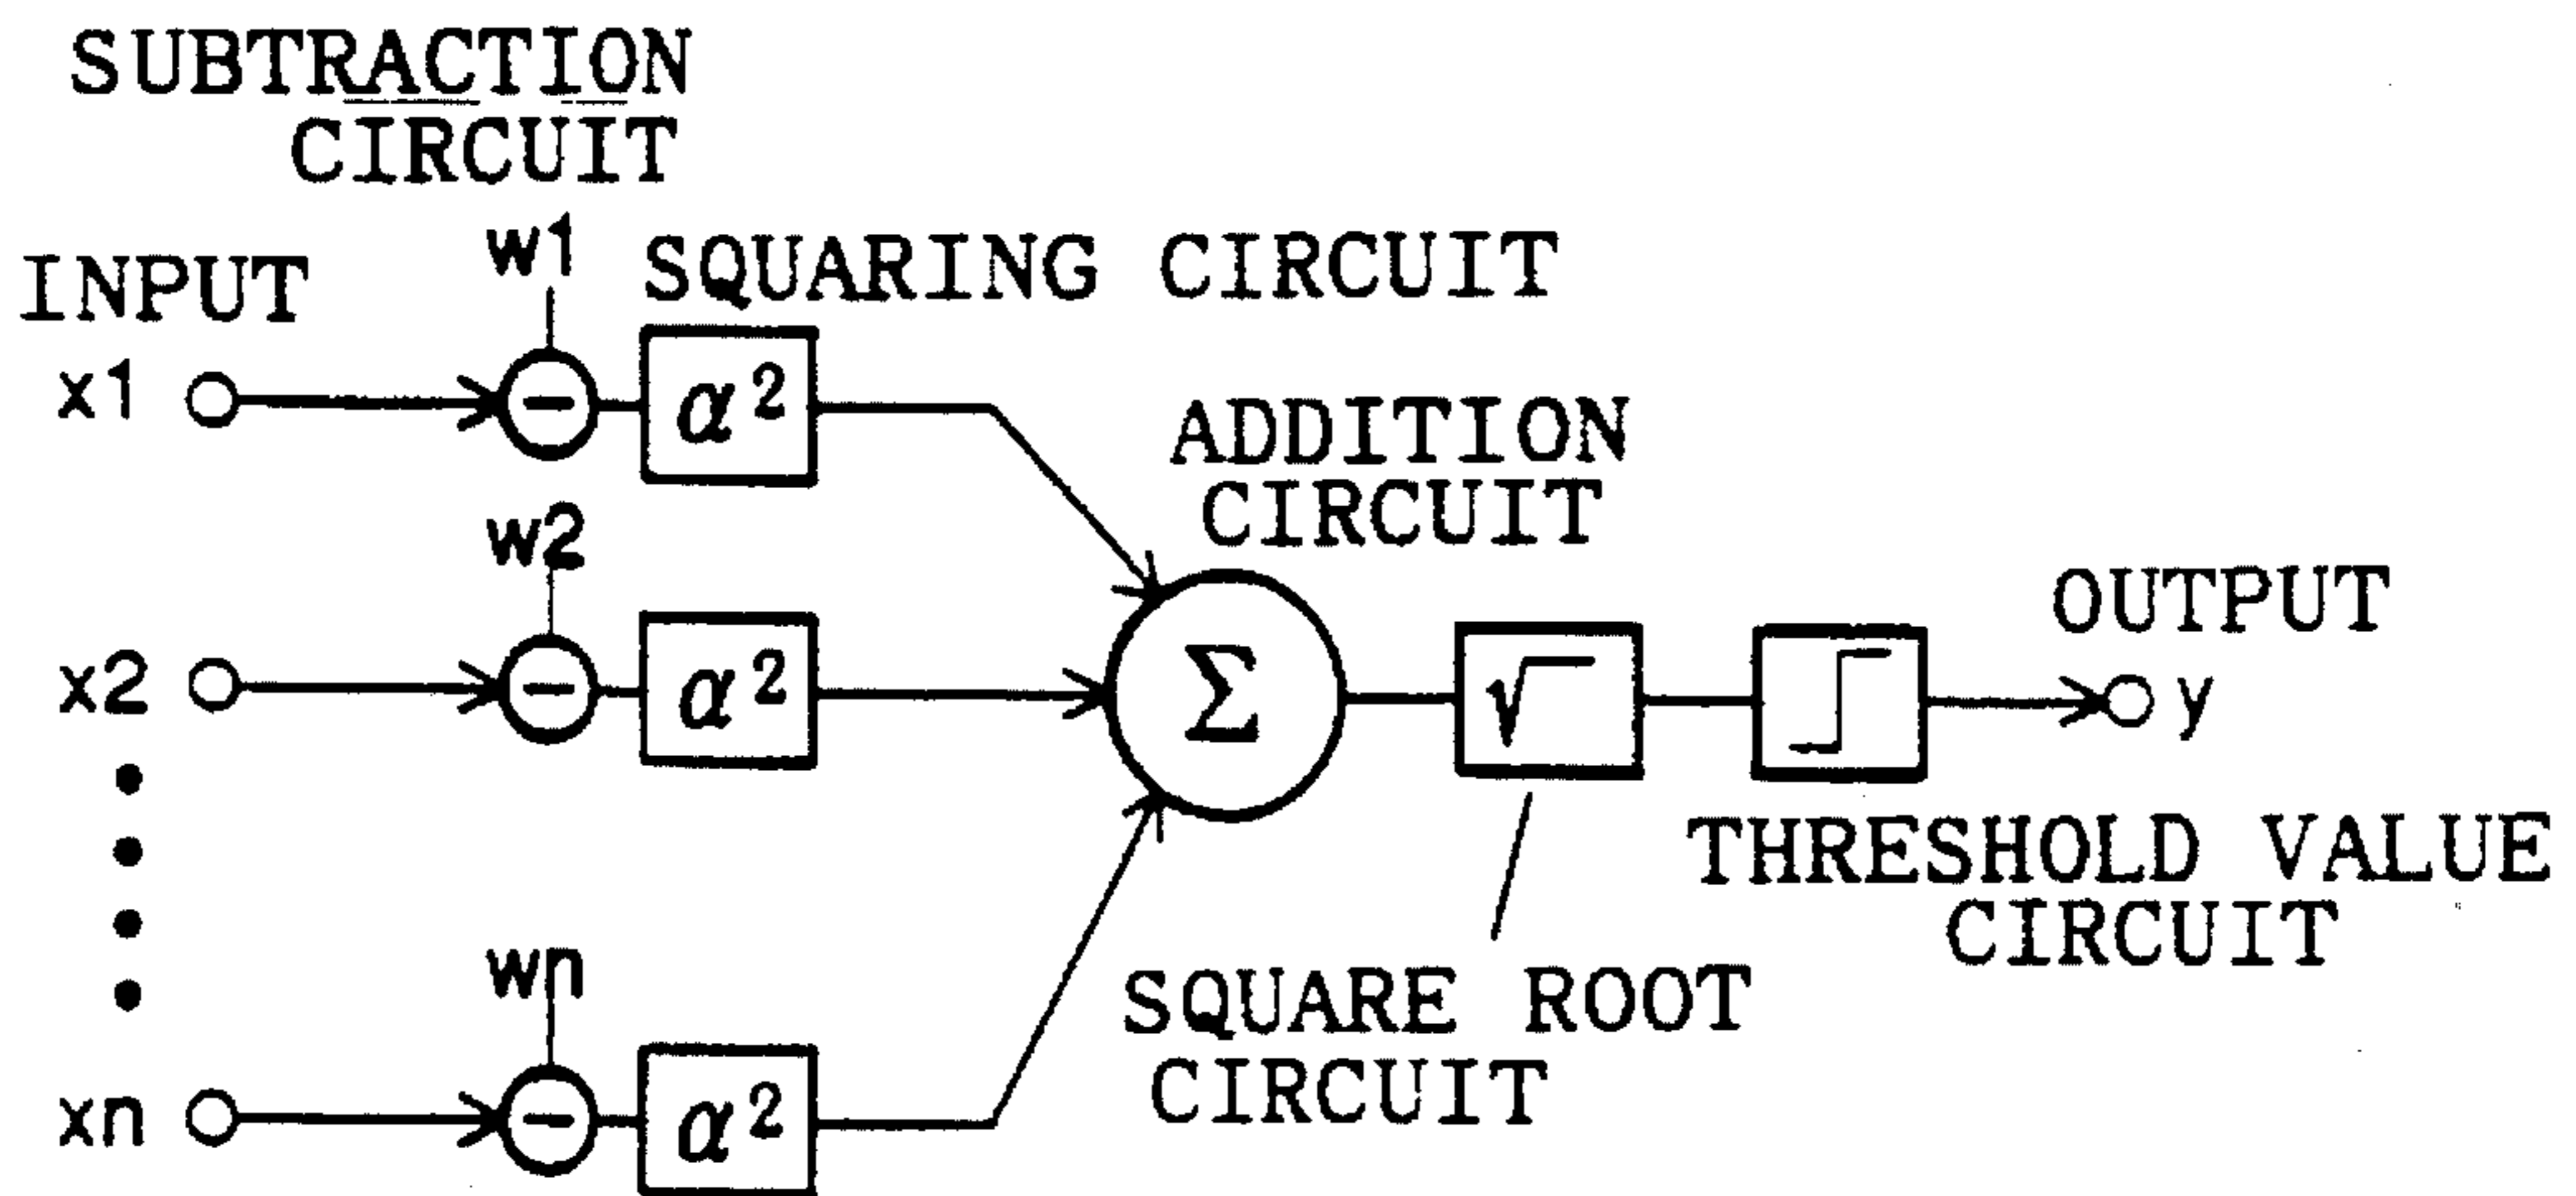 SUBTRACTION
CIRCUIT
INPUT
w1
SQUARING CIRCUIT
x1
−
α²
ADDITION
CIRCUIT
w2
x2
−
α²
Σ
√
OUTPUT
y
THRESHOLD VALUE
CIRCUIT
SQUARE ROOT
CIRCUIT
wn
xn
−
α²